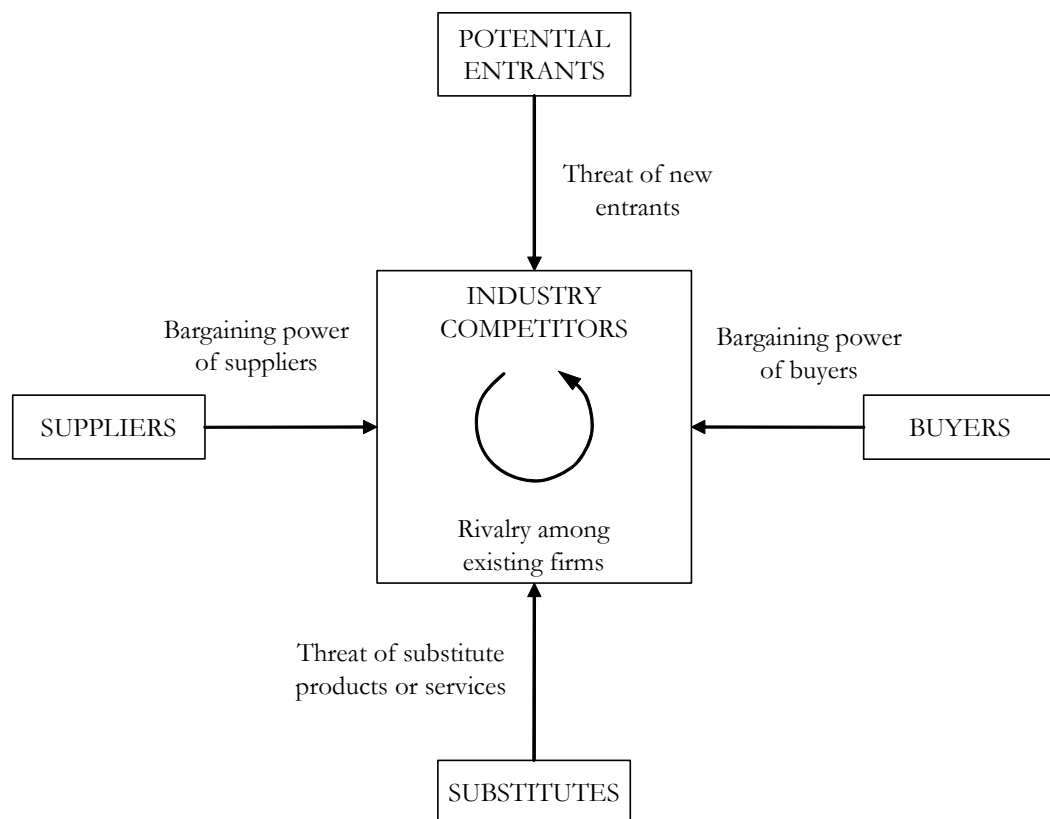 POTENTIAL
ENTRANTS
Threat of new
entrants
INDUSTRY
COMPETITORS
Bargaining power
of suppliers
Bargaining power
of buyers
SUPPLIERS
BUYERS
Rivalry among
existing firms
Threat of substitute
products or services
SUBSTITUTES